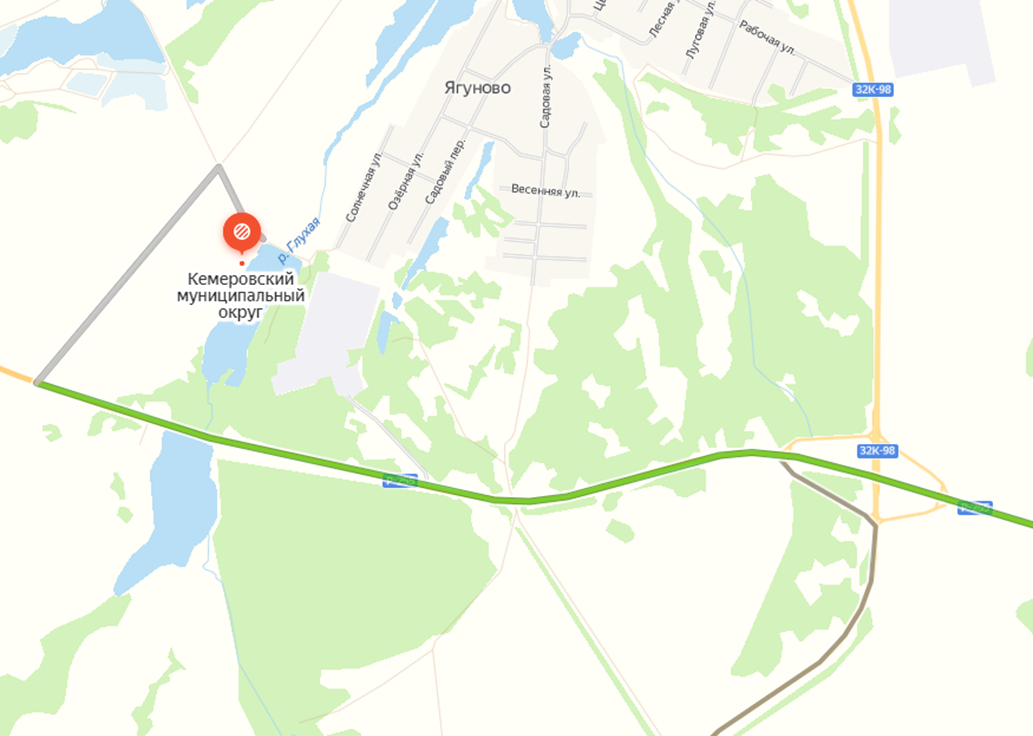 Лесная у
Луговая ул.
Рабочая ул.
32К-98
Ягуново
Садовая ул.
Солнечная ул.
Озёрная ул.
Садовый пер.
Весенняя ул.
р. Глухая
Кемеровский
муниципальный
округ
32К-98